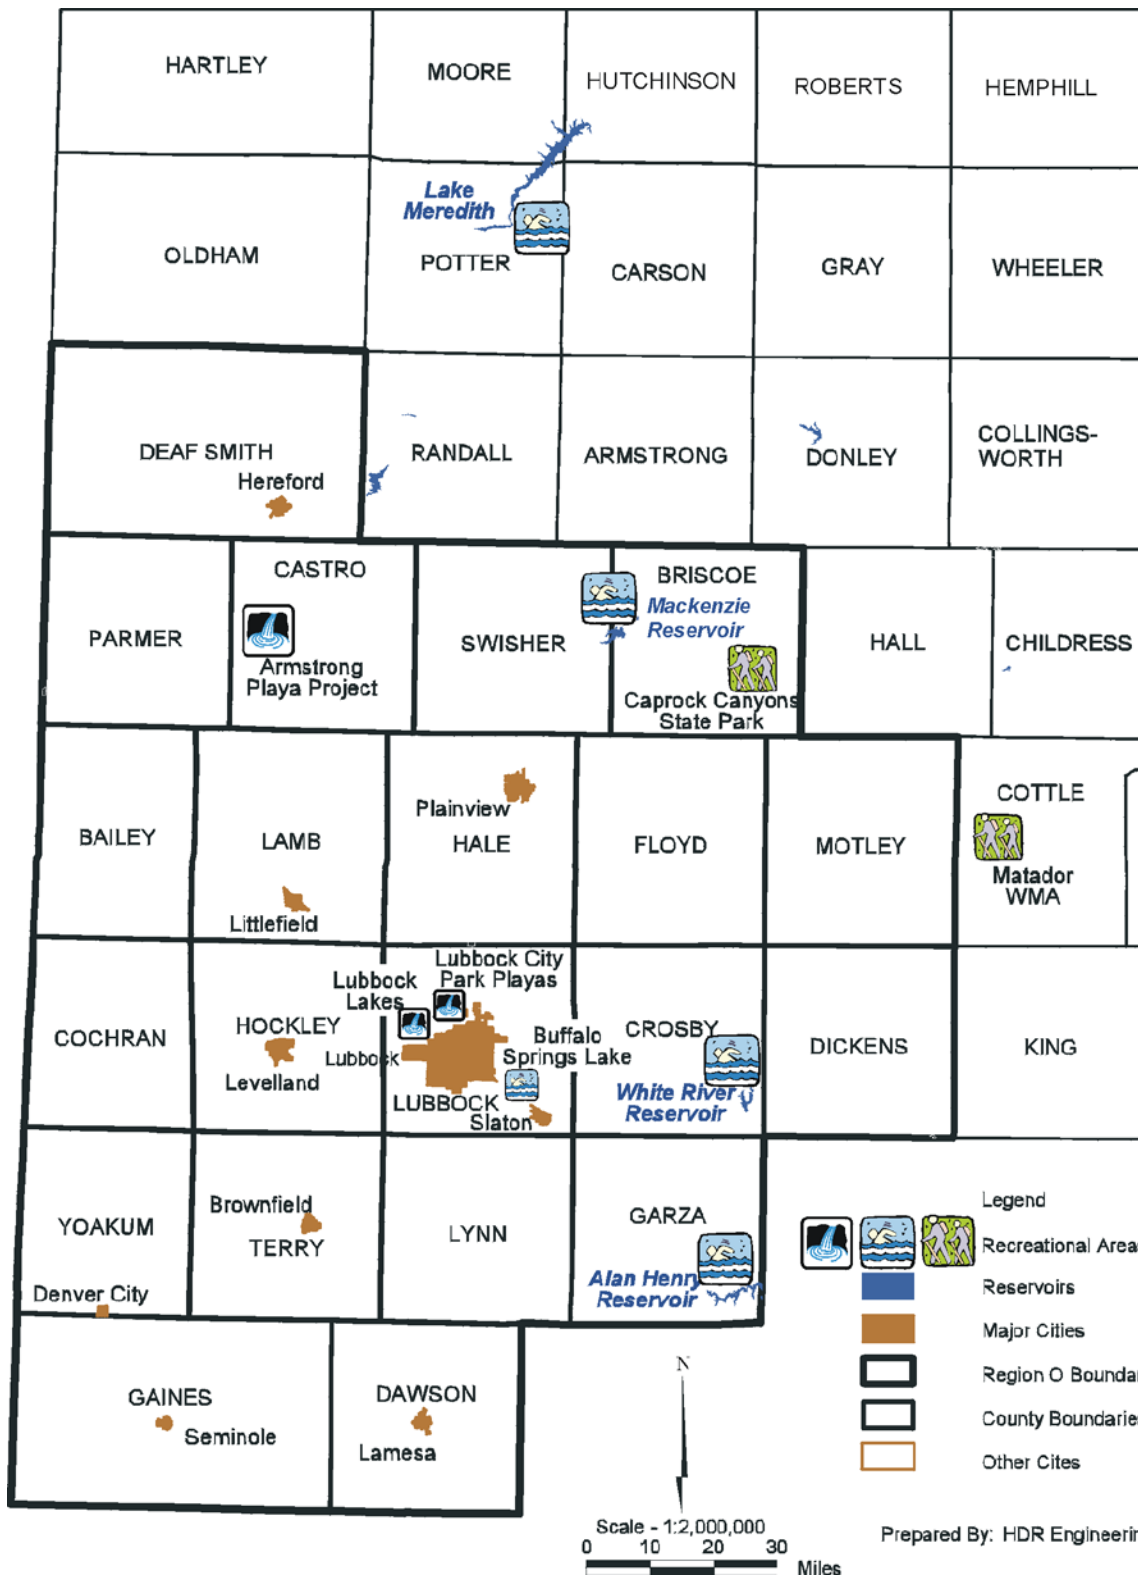 HARTLEY
MOORE
HUTCHINSON
ROBERTS
HEMPHILL
Lake
Meredith
OLDHAM
POTTER
CARSON
GRAY
WHEELER
DEAF SMITH
Hereford
RANDALL
ARMSTRONG
DONLEY
COLLINGS-
WORTH
PARMER
CASTRO
Armstrong
Playa Project
SWISHER
BRISCOE
Mackenzie
Reservoir
Caprock Canyons
State Park
HALL
CHILDRESS
BAILEY
LAMB
Littlefield
Plainview
HALE
FLOYD
MOTLEY
COTTLE
Matador
WMA
COCHRAN
HOCKLEY
Levelland
Lubbock
Lakes
Lubbock City
Park Playas
Lubbock
Buffalo
Springs Lake
LUBBOCK
Slaton
CROSBY
White River
Reservoir
DICKENS
KING
YOAKUM
Denver City
Brownfield
TERRY
LYNN
GARZA
Alan Henry
Reservoir
GAINES
Seminole
DAWSON
Lamesa
Legend
Recreational Area
Reservoirs
Major Cities
Region O Boundar
County Boundaries
Other Cites
N
Scale - 1:2,000,000
0 10 20 30
Miles
Prepared By: HDR Engineerin